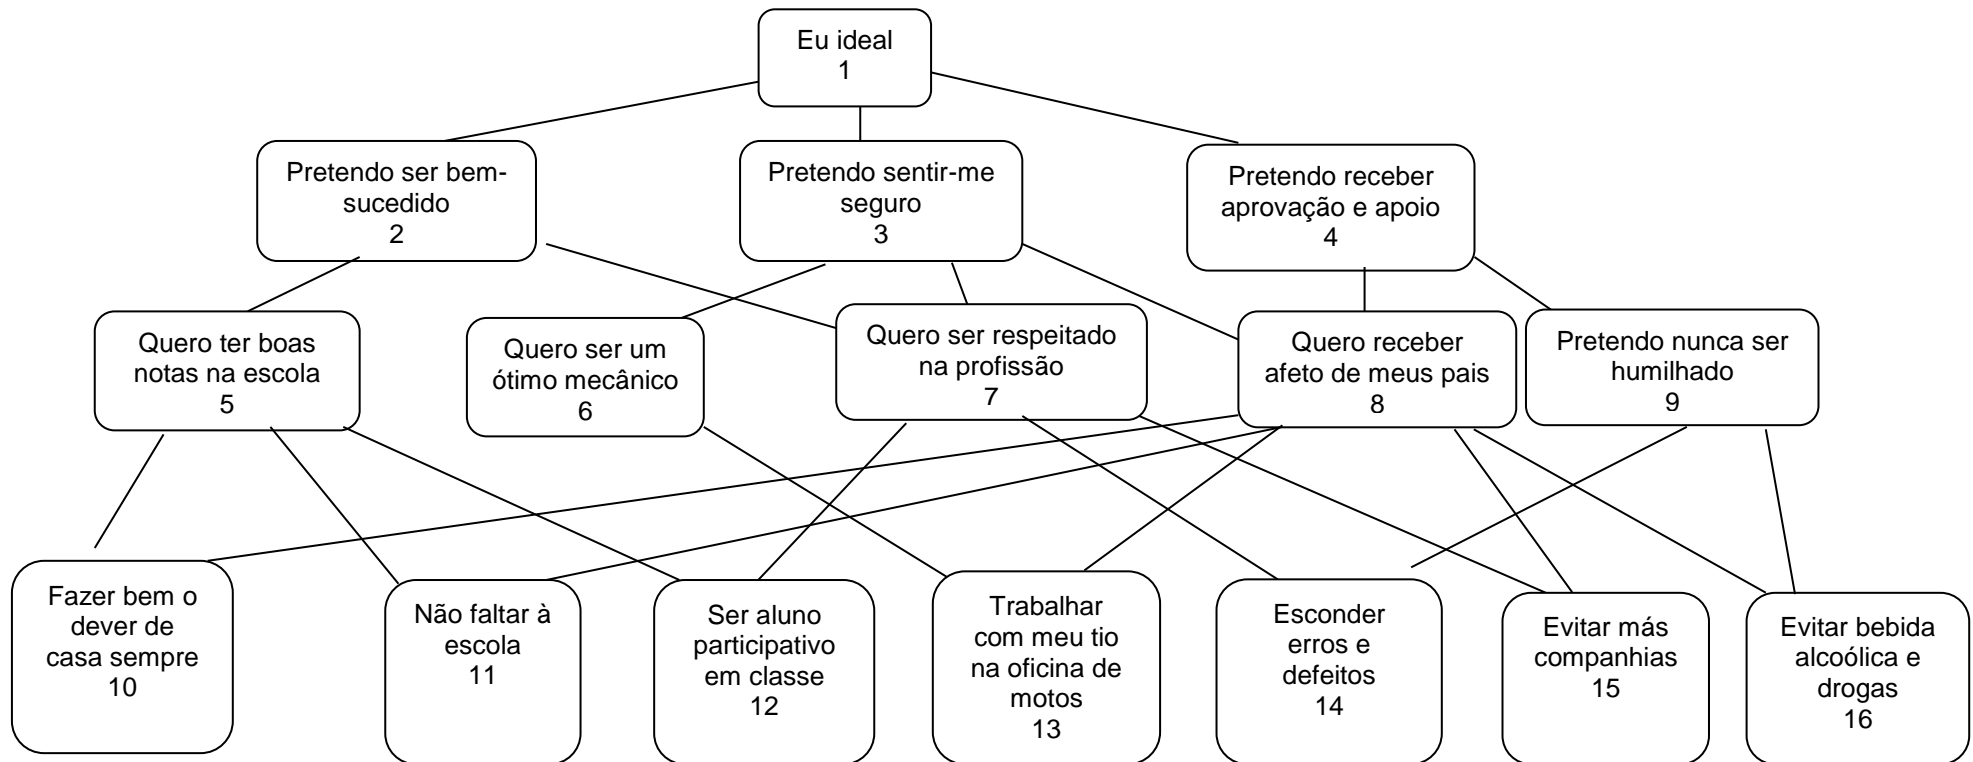 Eu ideal
1
Pretendo ser bem-
sucedido
2
Pretendo sentir-me
seguro
3
Pretendo receber
aprovação e apoio
4
Quero ter boas
notas na escola
5
Quero ser um
ótimo mecânico
6
Quero ser respeitado
na profissão
7
Quero receber
afeto de meus pais
8
Pretendo nunca ser
humilhado
9
Fazer bem o
dever de
casa sempre
10
Não faltar à
escola
11
Ser aluno
participativo
em classe
12
Trabalhar
com meu tio
na oficina de
motos
13
Esconder
erros e
defeitos
14
Evitar más
companhias
15
Evitar bebida
alcoólica e
drogas
16